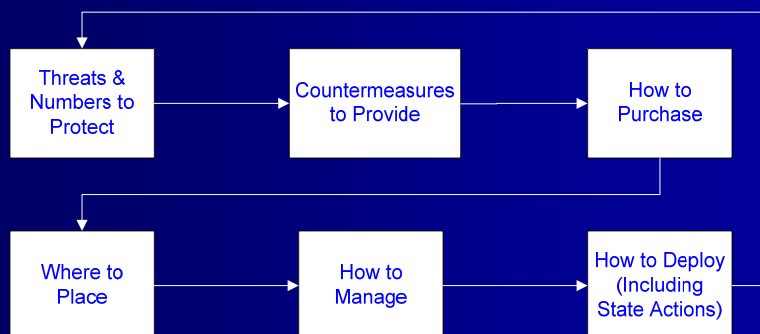 Threats &
Numbers to
Protect
Countermeasures
to Provide
How to
Purchase
Where to
Place
How to
Manage
How to Deploy
(Including
State Actions)